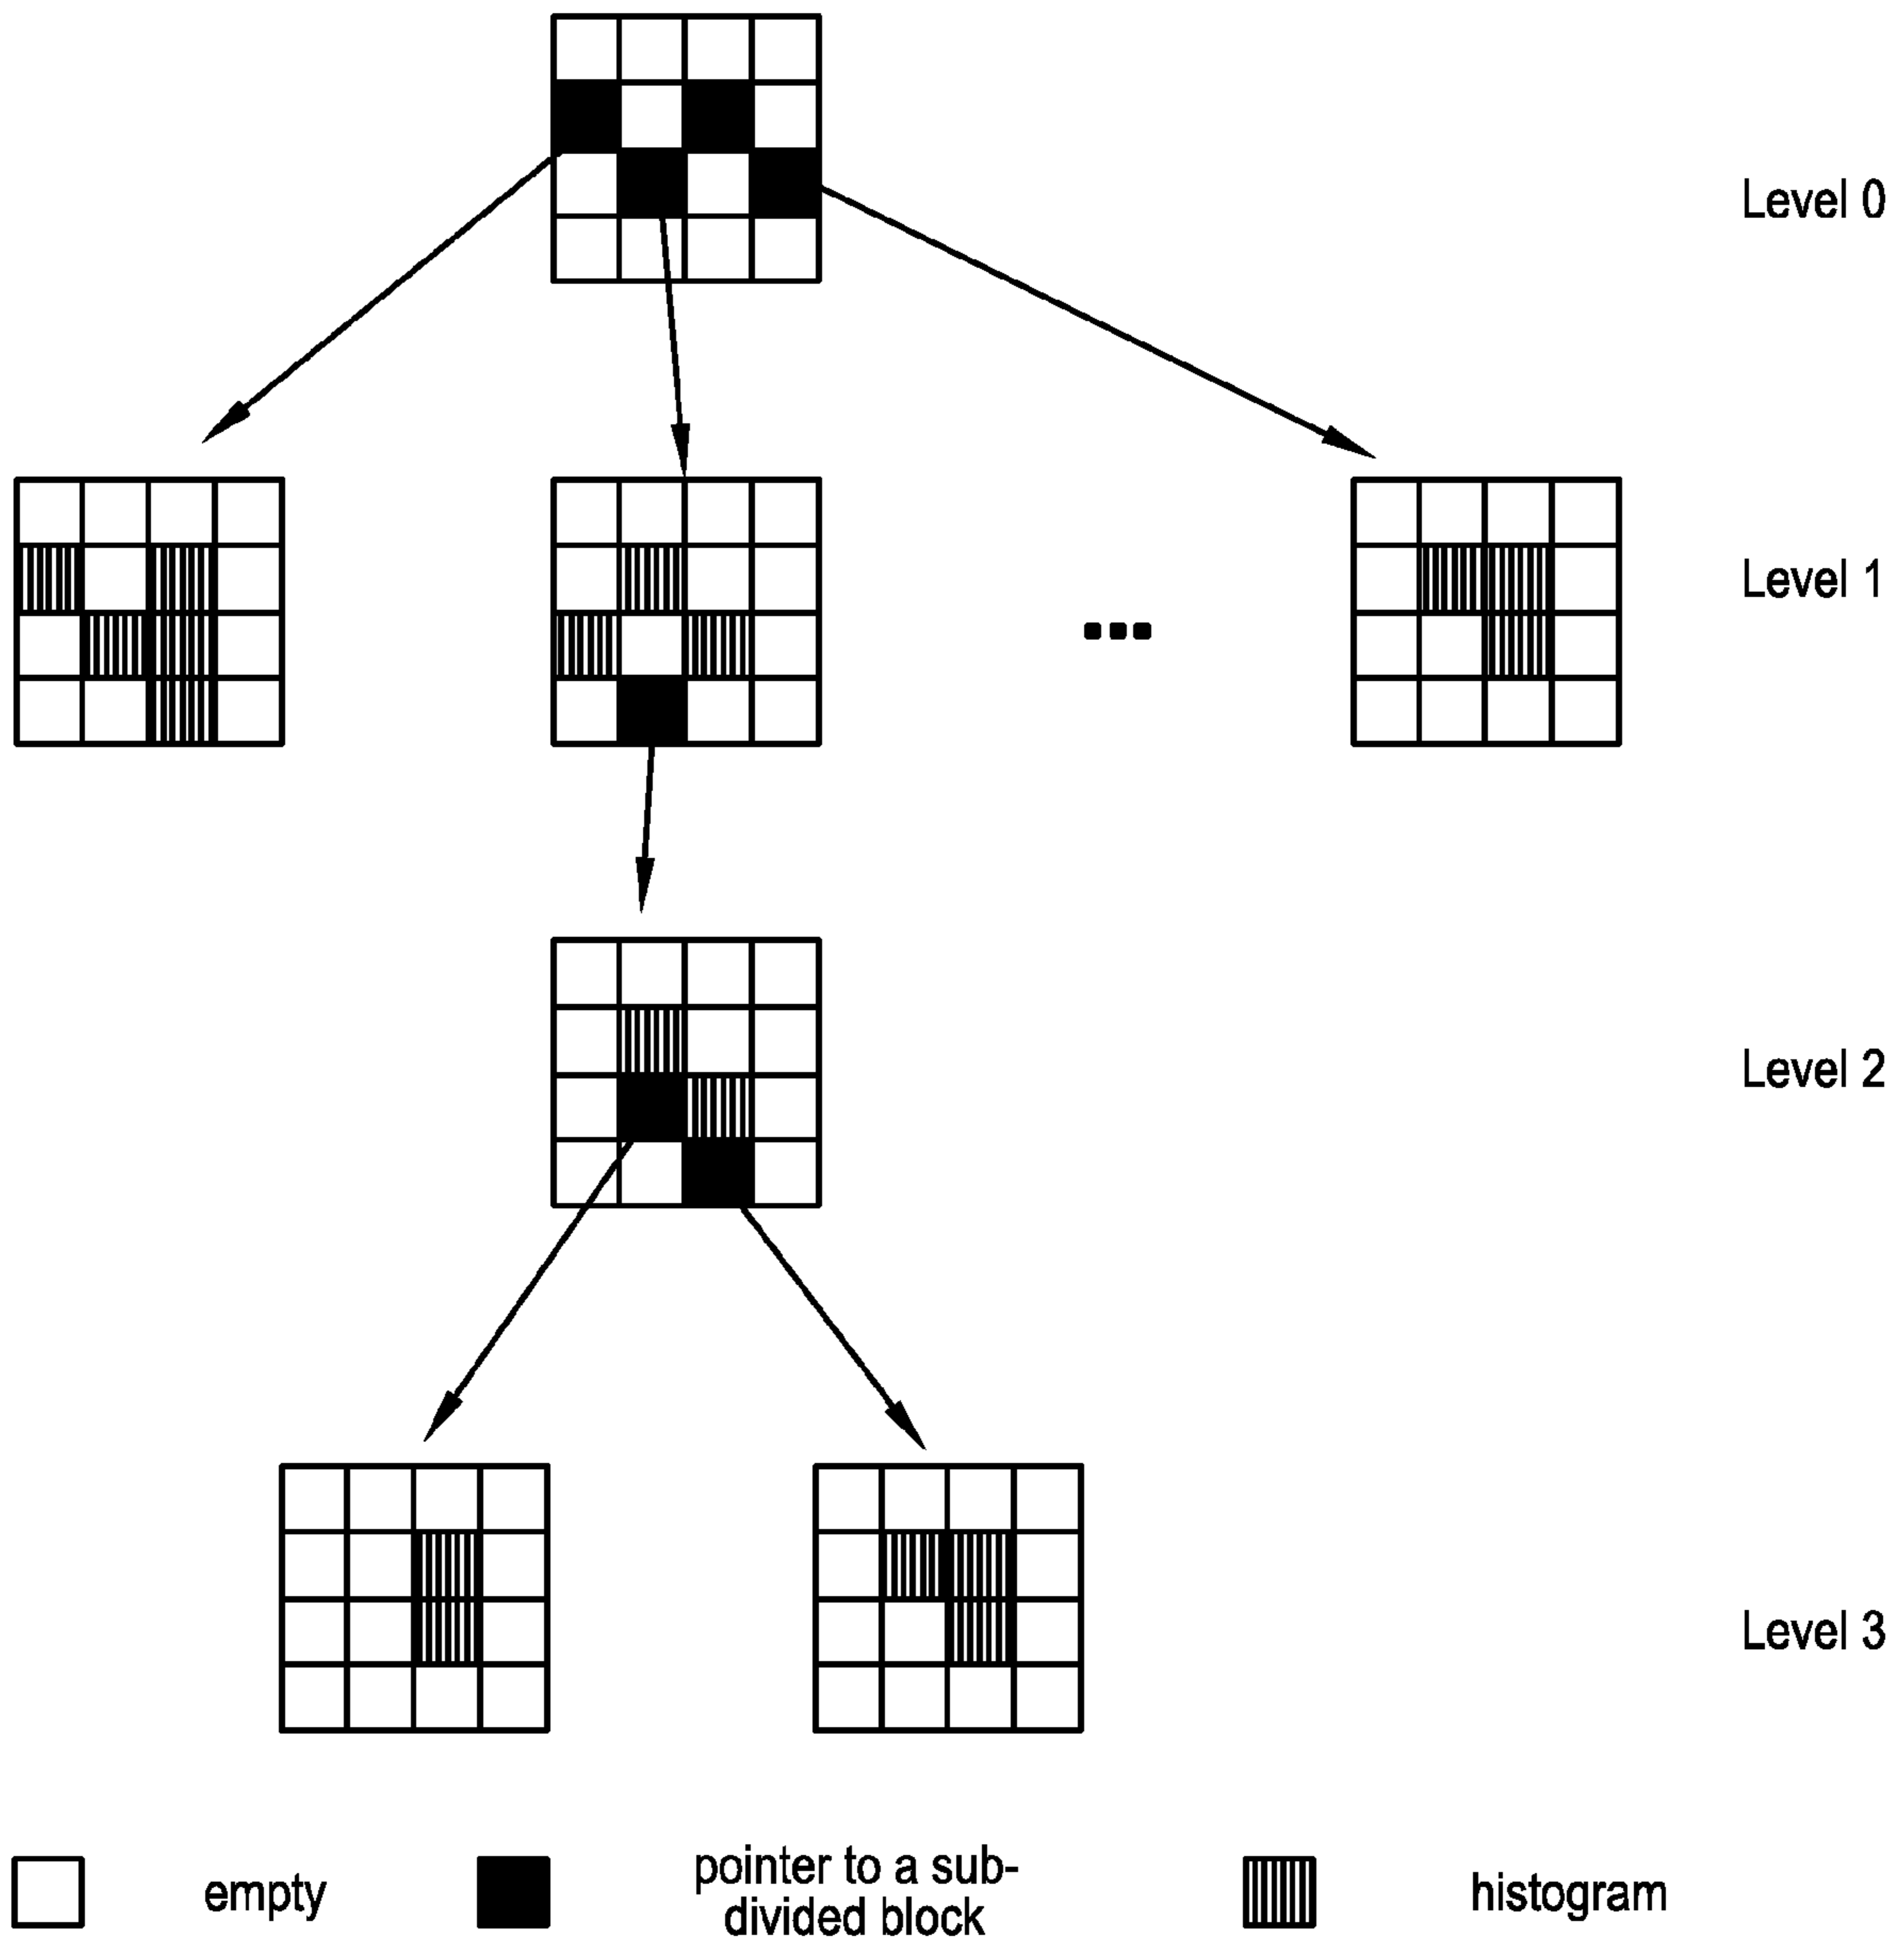 Level 0
Level 1
Level 2
Level 3
empty
pointer to a sub-
divided block
histogram